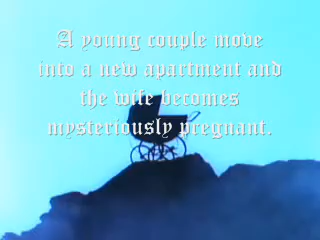 A young couple move
into a new apartment and
the wife becomes
mysteriously pregnant.